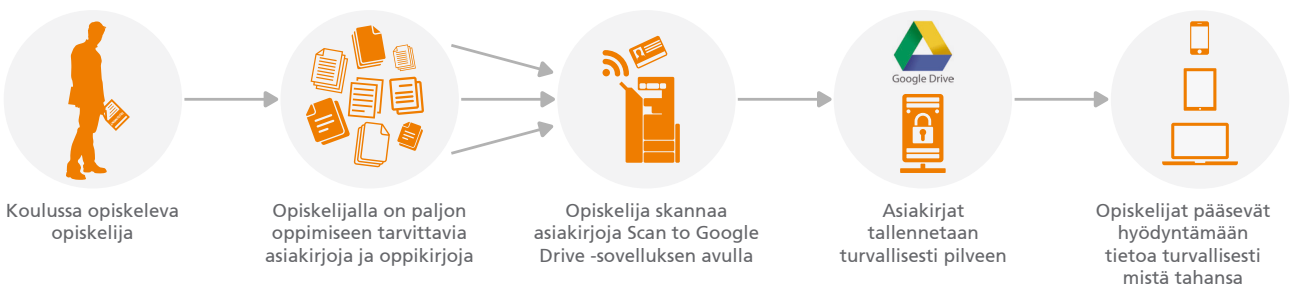 Google Drive
Koulussa opiskeleva
opiskelija
Opiskelijalla on paljon
oppimiseen tarvittavia
asiakirjoja ja oppikirjoja
Opiskelija skannaa
asiakirjoja Scan to Google
Drive -sovelluksen avulla
Asiakirjat
tallennetaan
turvallisesti pilveen
Opiskelijat pääsevät
hyödyntämään
tietoa turvallisesti
mistä tahansa